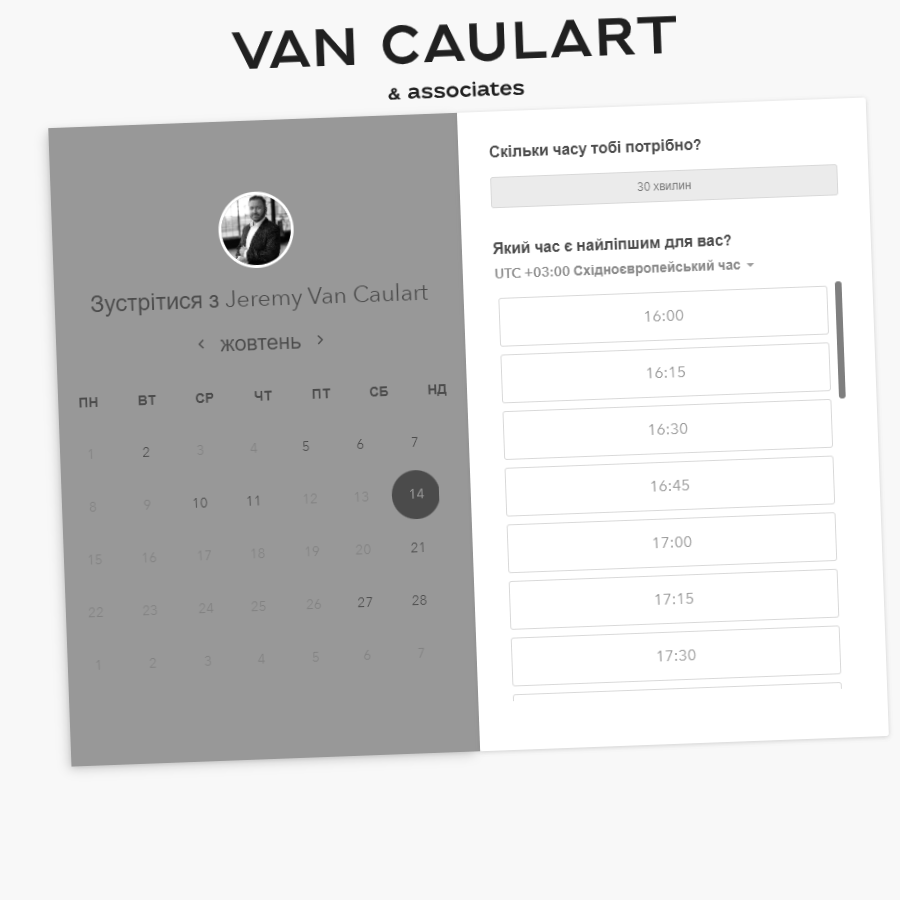 VAN CAULART
& associates
Зустрітися з Jeremy Van Caulart
жовтень
ПН ВТ СР ЧТ ПТ СБ НД
1 2 3 4 5 6 7
8 9 10 11 12 13 14
15 16 17 18 19 20 21
22 23 24 25 26 27 28
1 2 3 4 5 6 7
Скільки часу тобі потрібно?
30 хвилин
Який час є найліпшим для вас?
UTC +03:00 Східноєвропейський час
16:00
16:15
16:30
16:45
17:00
17:15
17:30